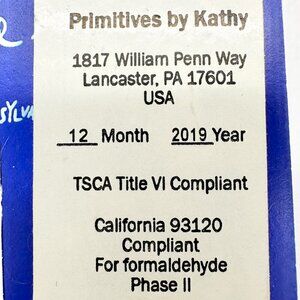 Primitives by Kathy
1817 William Penn Way
Lancaster, PA 17601
USA
12 Month 2019 Year
TSCA Title VI Compliant
California 93120
Compliant
For formaldehyde
Phase II